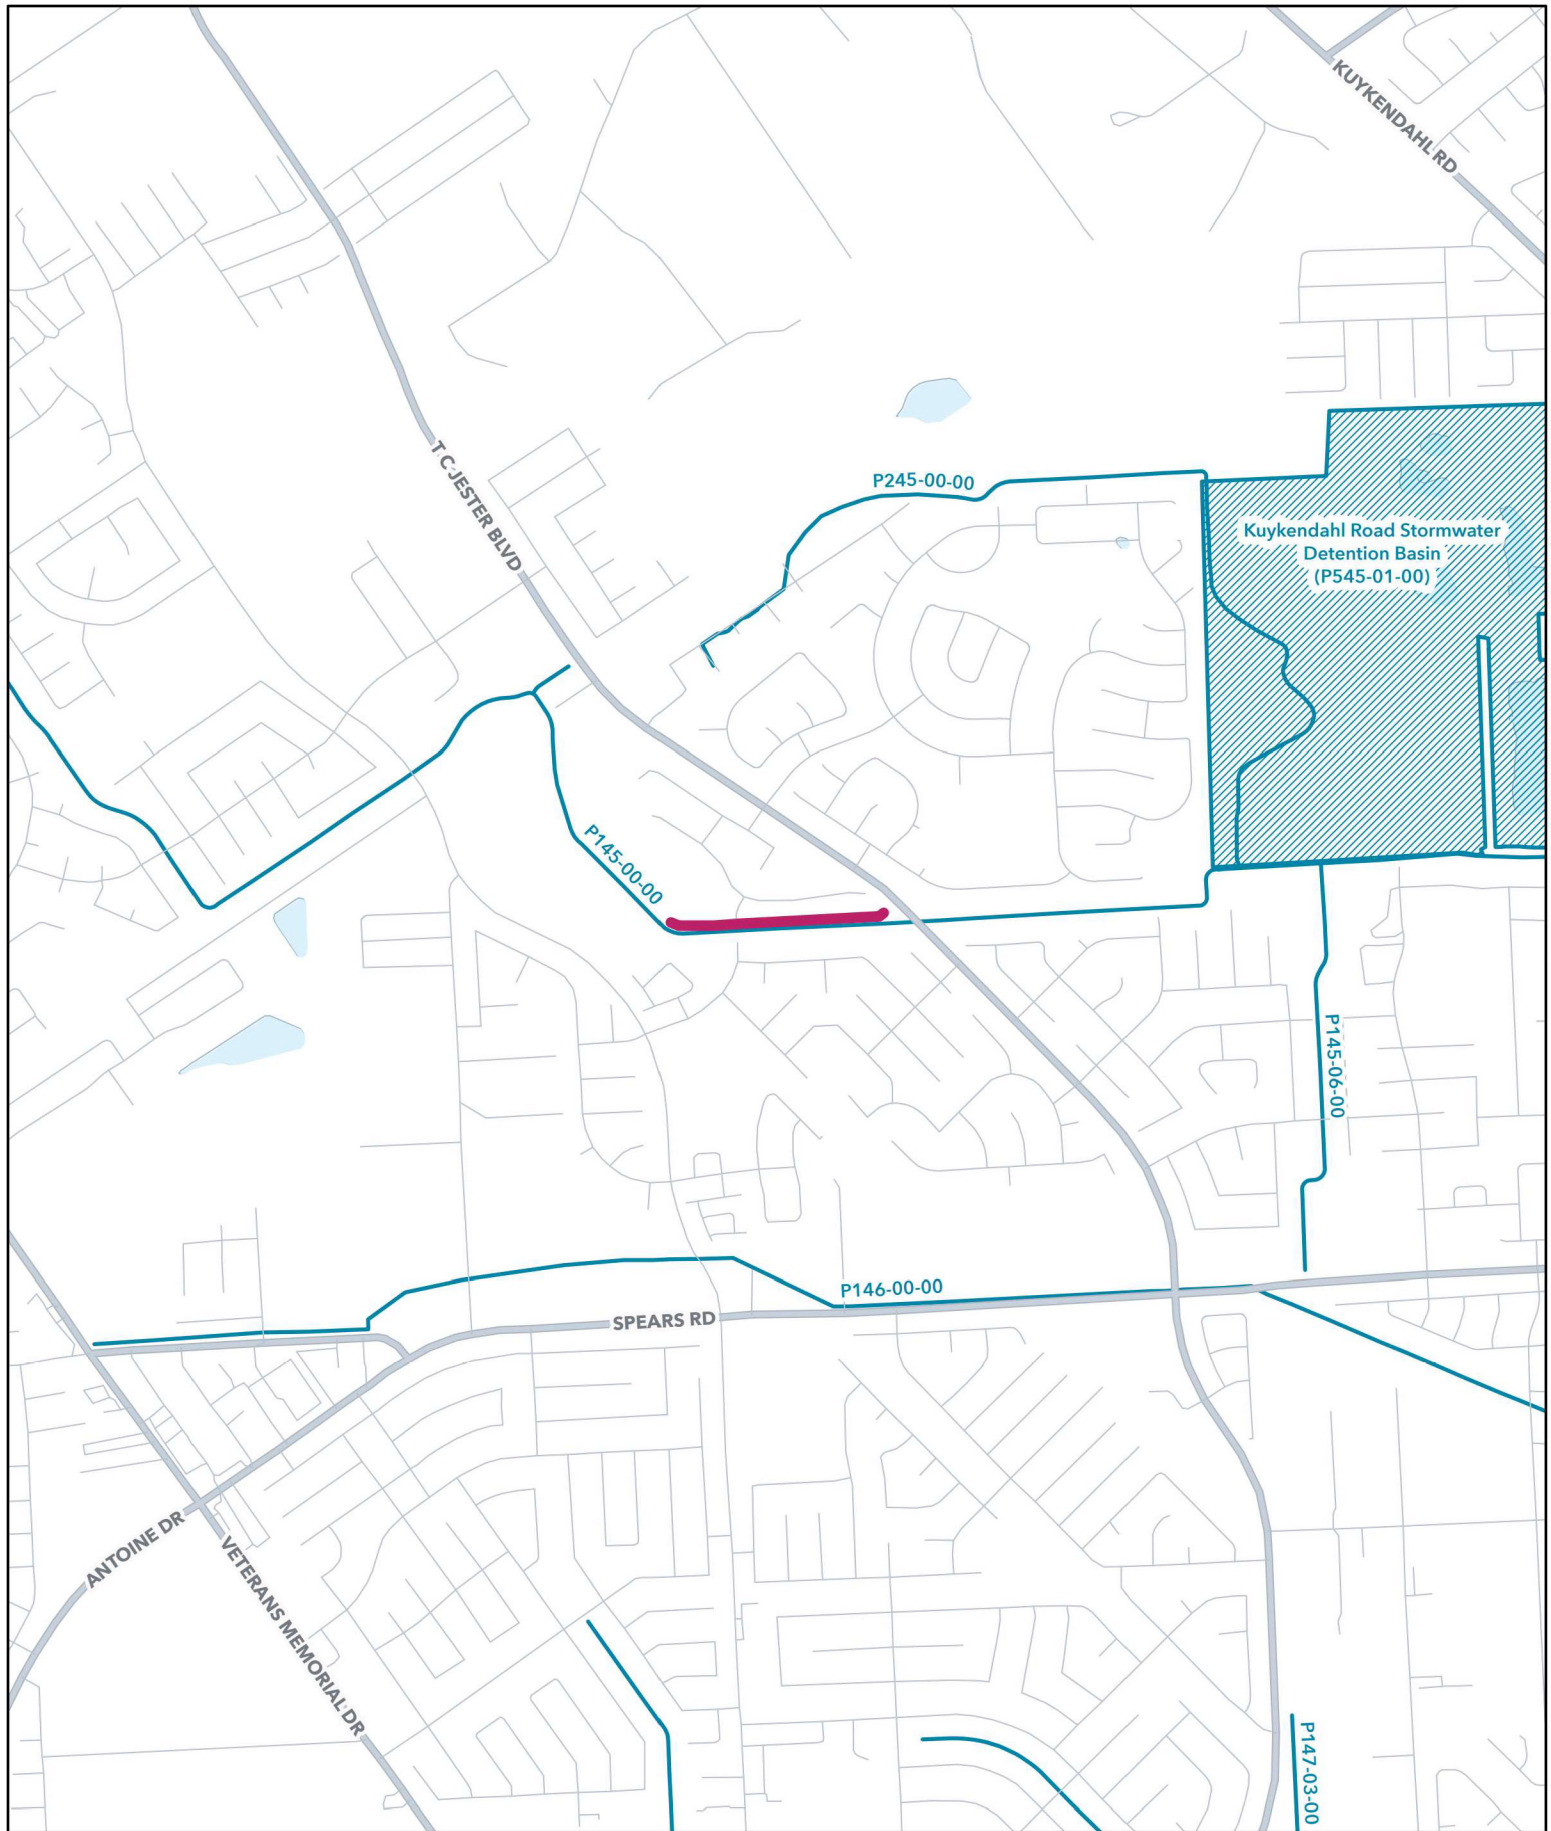 KUYKENDAHL RD
T C JESTER BLVD
P245-00-00
Kuykendahl Road Stormwater
Detention Basin
(P545-01-00)
P145-00-00
P145-06-00
P146-00-00
SPEARS RD
ANTOINE DR
VETERANS MEMORIAL DR
P147-03-00